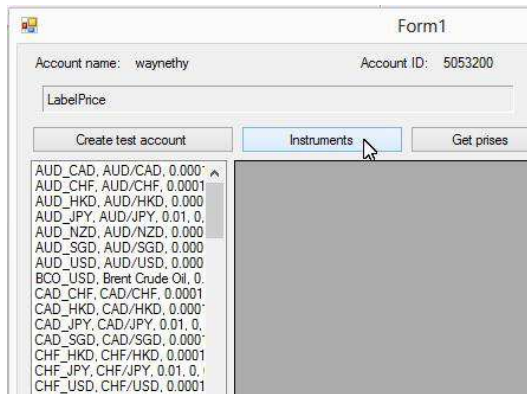 Form1
Account name: waynethy Account ID: 5053200
LabelPrice
Create test account Instruments Get prises
AUD_CAD, AUD/CAD, 0.0001
AUD_CHF, AUD/CHF, 0.0001
AUD_HKD, AUD/HKD, 0.000
AUD_JPY, AUD/JPY, 0.01, 0,
AUD_NZD, AUD/NZD, 0.000
AUD_SGD, AUD/SGD, 0.000
AUD_USD, AUD/USD, 0.000
BCO_USD, Brent Crude Oil, 0.
CAD_CHF, CAD/CHF, 0.0001
CAD_HKD, CAD/HKD, 0.000
CAD_JPY, CAD/JPY, 0.01, 0,
CAD_SGD, CAD/SGD, 0.000
CHF_HKD, CHF/HKD, 0.0001
CHF_JPY, CHF/JPY, 0.01, 0,
CHF_USD, CHF/USD, 0.0001